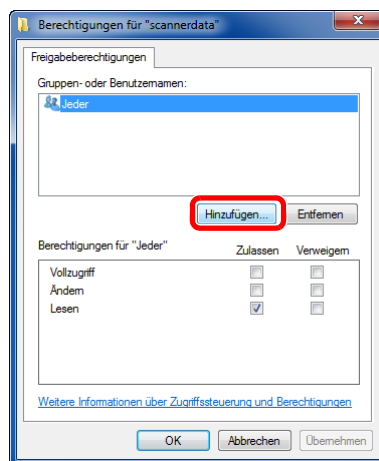 Berechtigungen für "scannerdata"
Freigabeberechtigungen
Gruppen- oder Benutzernamen:
Jeder
Hinzufügen... Entfernen
Berechtigungen für "Jeder" Zulassen Verweigern
Vollzugriff
Ändern
Lesen
Weitere Informationen über Zugriffssteuerung und Berechtigungen
OK Abbrechen Übernehmen